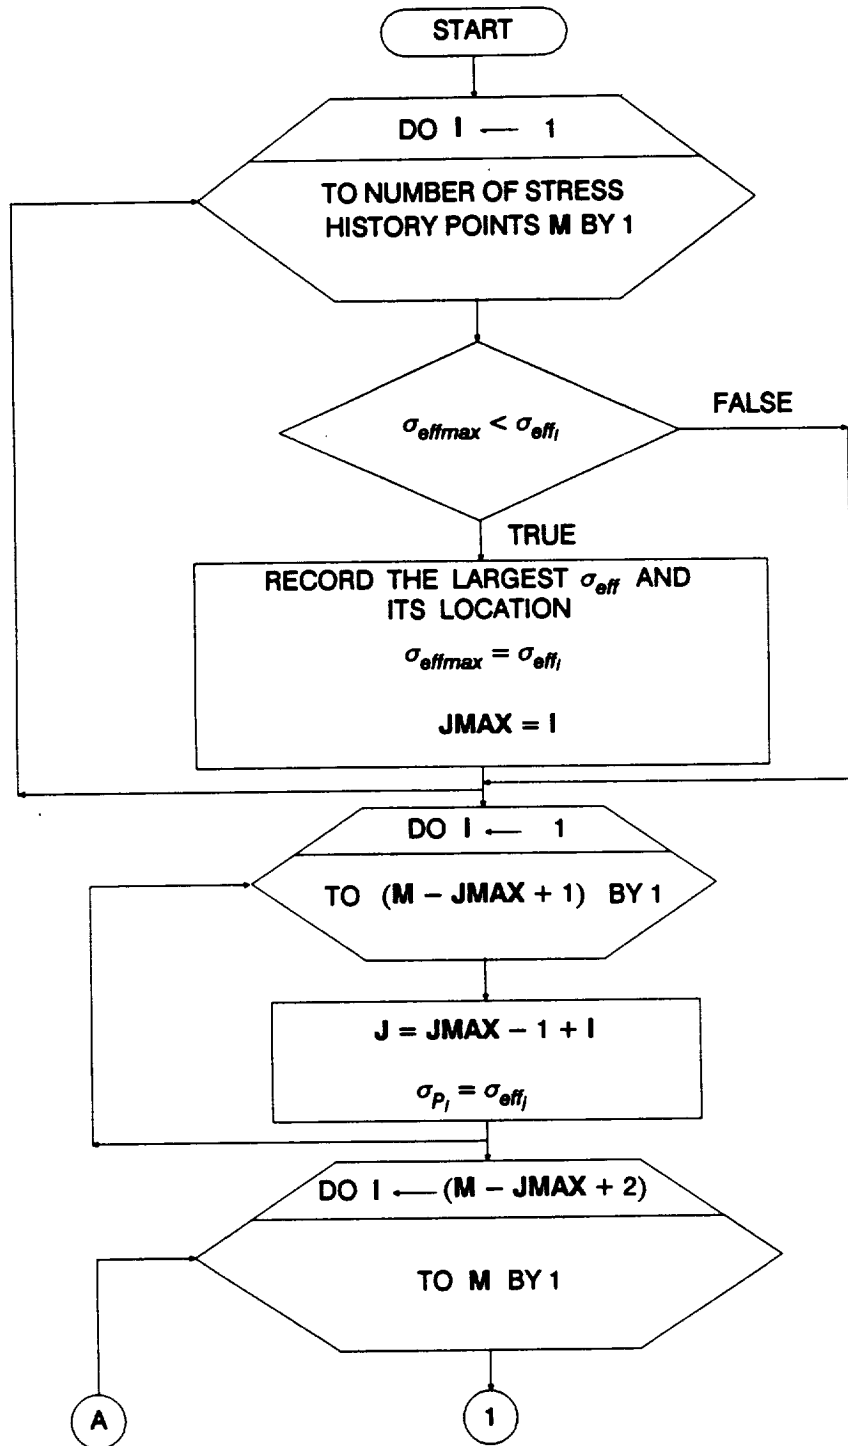 START
DO I ← 1
TO NUMBER OF STRESS
HISTORY POINTS M BY 1
σeffmax < σeffI
FALSE
TRUE
RECORD THE LARGEST σeff AND
ITS LOCATION
σeffmax = σeffI
JMAX = I
DO I ← 1
TO (M – JMAX + 1) BY 1
J = JMAX – 1 + I
σPI = σeffJ
DO I ← (M – JMAX + 2)
TO M BY 1
A
1